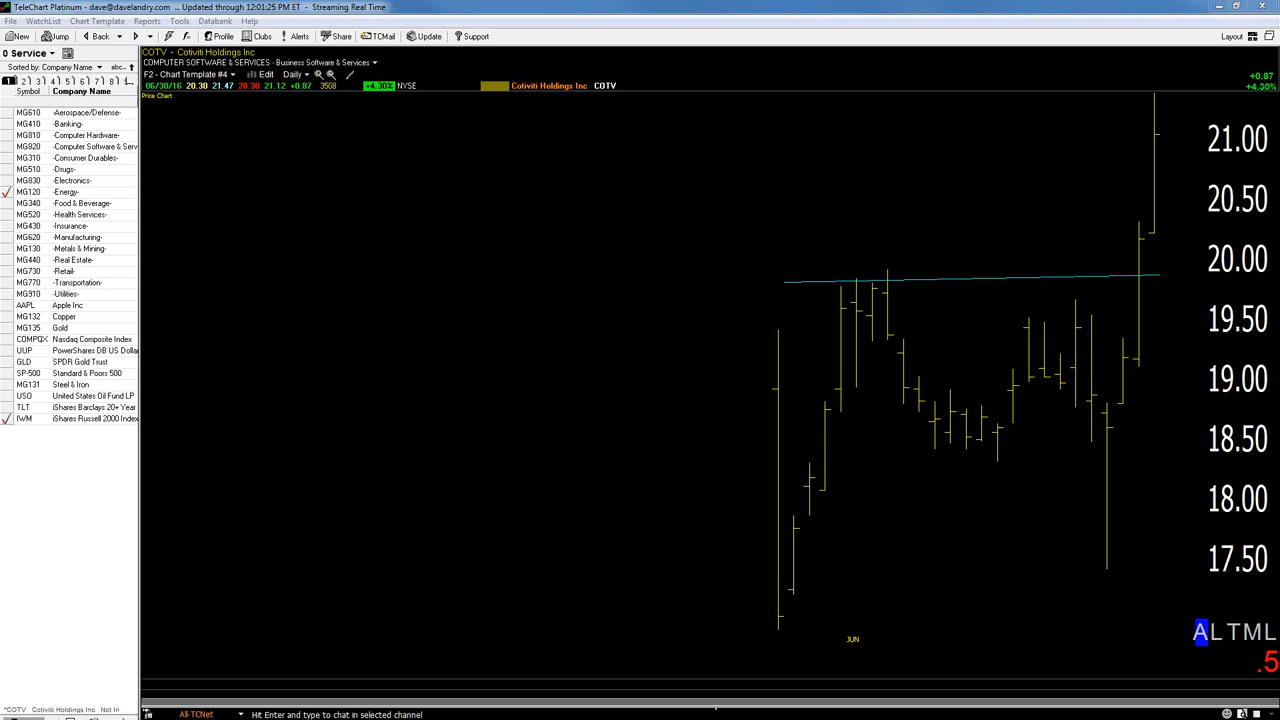 TeleChart Platinum - dave@davelandry.com ... Updated through 12:01:25 PM ET - Streaming Real Time
File WatchList Chart Template Reports Tools Databank Help
New Jump Back Profile Clubs Alerts Share TCMail Update Support Layout
0 Service
Sorted by: Company Name abc..
1 2 3 4 5 6 7 8
Symbol Company Name
MG610 -Aerospace/Defense-
MG410 -Banking-
MG810 -Computer Hardware-
MG820 -Computer Software & Serv
MG310 -Consumer Durables-
MG510 -Drugs-
MG830 -Electronics-
MG120 -Energy-
MG340 -Food & Beverage-
MG520 -Health Services-
MG430 -Insurance-
MG620 -Manufacturing-
MG130 -Metals & Mining-
MG440 -Real Estate-
MG730 -Retail-
MG770 -Transportation-
MG910 -Utilities-
AAPL Apple Inc
MG132 Copper
MG135 Gold
COMPQX Nasdaq Composite Index
UUP PowerShares DB US Dollar
GLD SPDR Gold Trust
SP-500 Standard & Poors 500
MG131 Steel & Iron
USO United States Oil Fund LP
TLT iShares Barclays 20+ Year
IWM iShares Russell 2000 Index
*COTV Cotiviti Holdings Inc Not In
COTV - Cotiviti Holdings Inc
COMPUTER SOFTWARE & SERVICES - Business Software & Services
F2 - Chart Template #4 Edit Daily
06/30/16 20.30 21.47 20.30 21.12 +0.87 3508 +4.30% NYSE Cotiviti Holdings Inc COTV
+0.87
+4.30%
Price Chart
21.00
20.50
20.00
19.50
19.00
18.50
18.00
17.50
ALTML
.5
JUN
All-TCNet Hit Enter and type to chat in selected channel